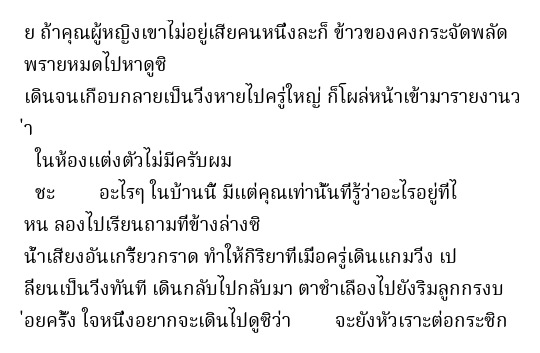 ย ถ้าคุณผู้หญิงเขาไม่อยู่เสียคนหนึ่งละก็ ข้าวของคงกระจัดพลัด
พรายหมดไปหาดูซิ
เดินจนเกือบกลายเป็นวิ่งหายไปครู่ใหญ่ ก็โผล่หน้าเข้ามารายงานว
่า
ในห้องแต่งตัวไม่มีครับผม
ชะ อะไรๆ ในบ้านนี้ มีแต่คุณเท่านั้นที่รู้ว่าอะไรอยู่ที่ไ
หน ลองไปเรียนถามที่ข้างล่างซิ
น้ำเสียงอันเกรี้ยวกราด ทำให้กิริยาที่เมื่อครู่เดินแกมวิ่ง เป
ลี่ยนเป็นวิ่งทันที เดินกลับไปกลับมา ตาชำเลืองไปยังริมลูกกรงบ
่อยครั้ง ใจหนึ่งอยากจะเดินไปดูซิว่า จะยังหัวเราะต่อกระซิก